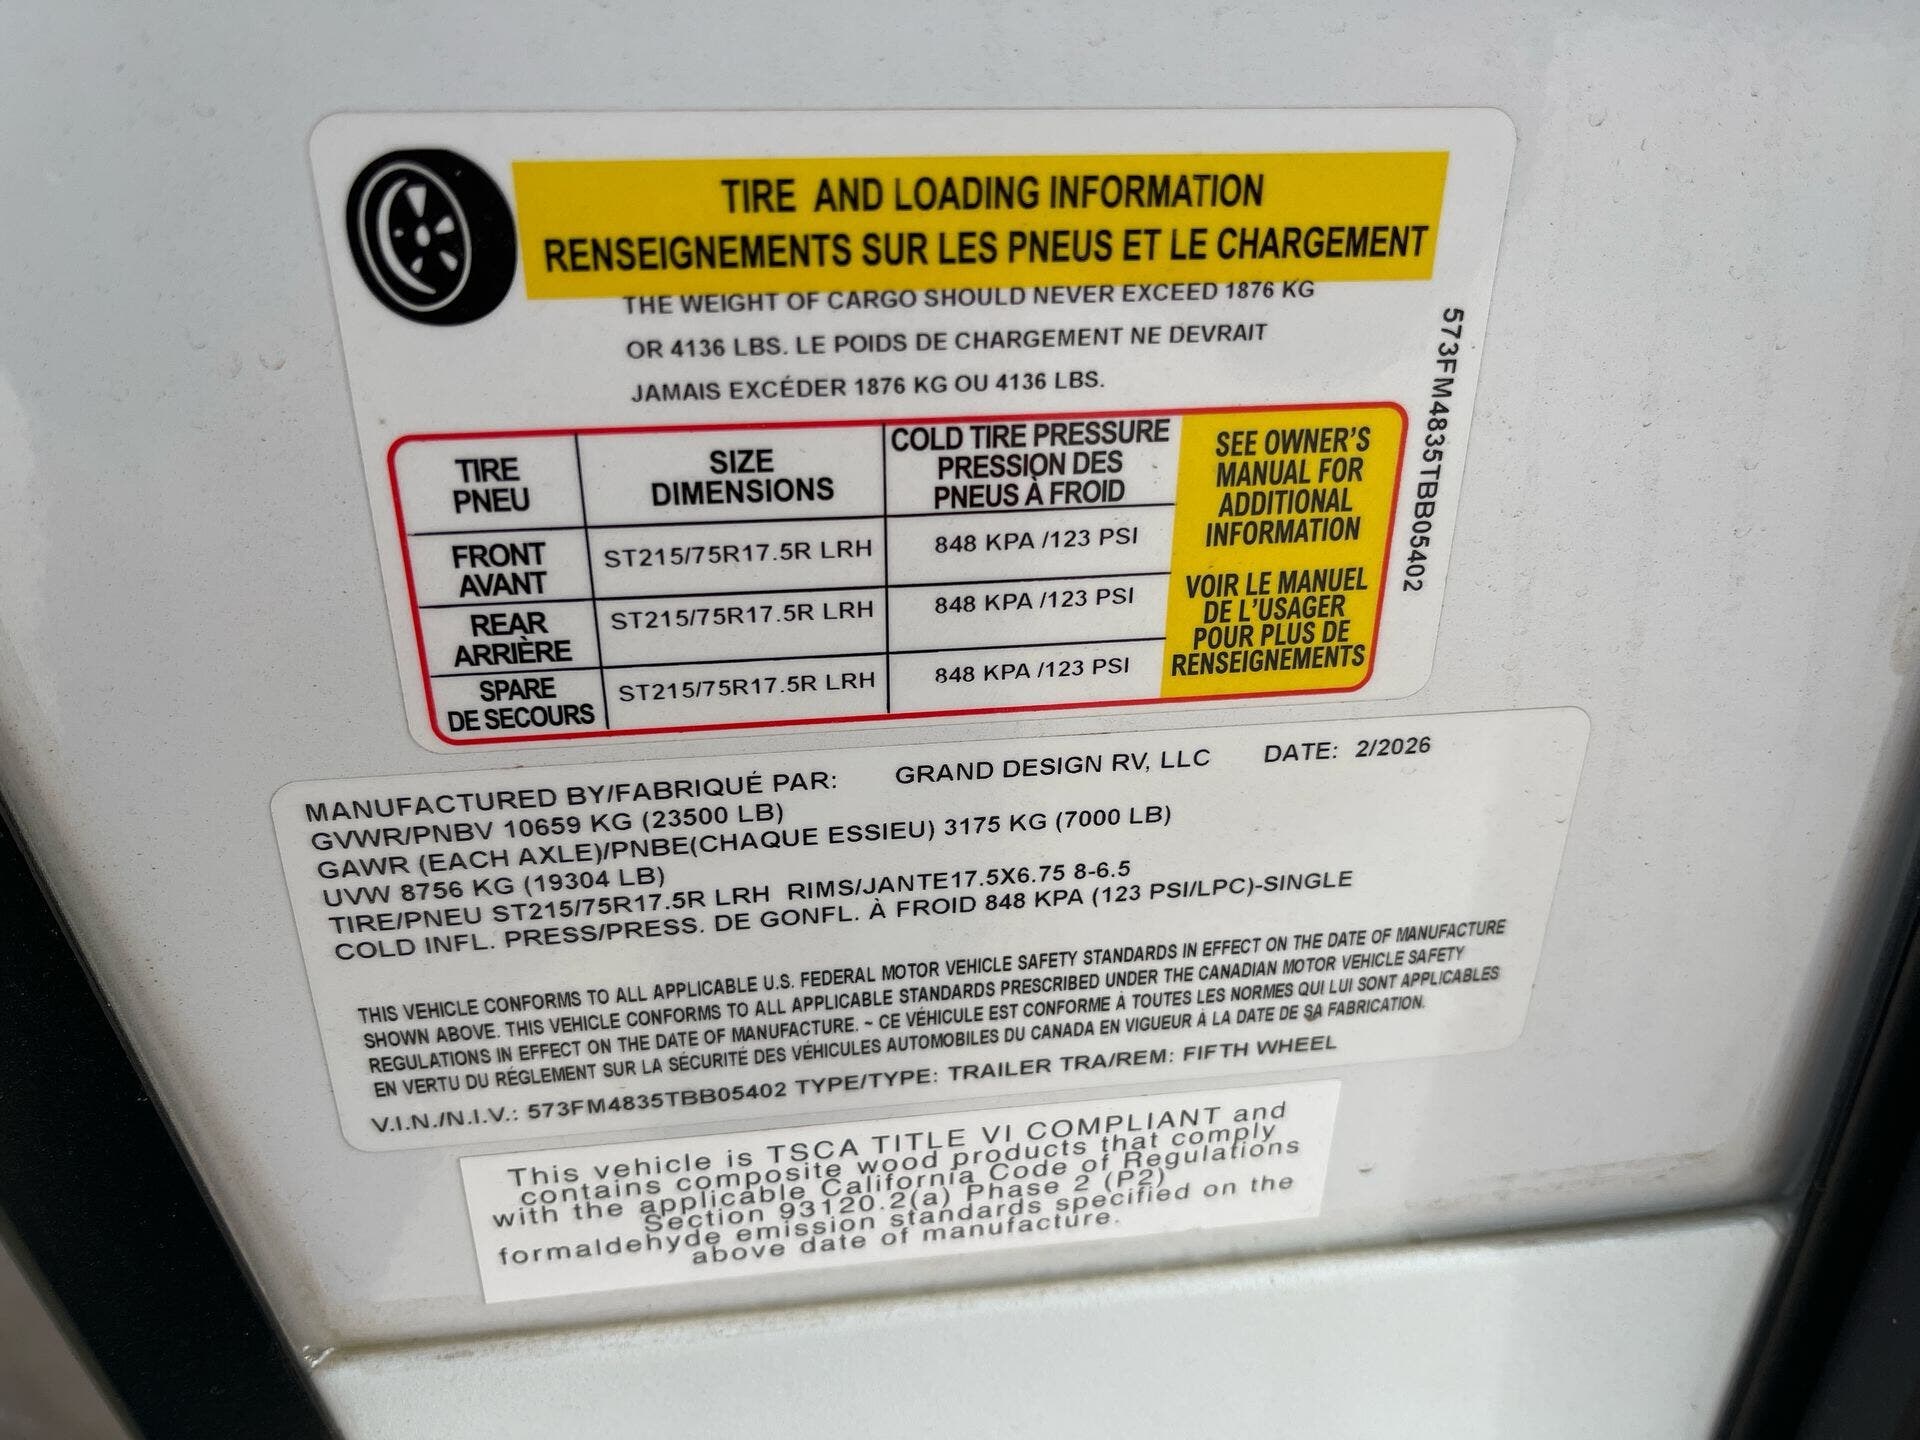 TIRE AND LOADING INFORMATION
RENSEIGNEMENTS SUR LES PNEUS ET LE CHARGEMENT
THE WEIGHT OF CARGO SHOULD NEVER EXCEED 1876 KG
OR 4136 LBS. LE POIDS DE CHARGEMENT NE DEVRAIT
JAMAIS EXCÉDER 1876 KG OU 4136 LBS.
573FM4835TBB05402
TIRE
PNEU
SIZE
DIMENSIONS
COLD TIRE PRESSURE
PRESSION DES
PNEUS À FROID
FRONT
AVANT
ST215/75R17.5R LRH
848 KPA /123 PSI
REAR
ARRIÈRE
ST215/75R17.5R LRH
848 KPA /123 PSI
SPARE
DE SECOURS
ST215/75R17.5R LRH
848 KPA /123 PSI
SEE OWNER'S
MANUAL FOR
ADDITIONAL
INFORMATION
VOIR LE MANUEL
DE L'USAGER
POUR PLUS DE
RENSEIGNEMENTS
MANUFACTURED BY/FABRIQUÉ PAR: GRAND DESIGN RV, LLC DATE: 2/2026
GVWR/PNBV 10659 KG (23500 LB)
GAWR (EACH AXLE)/PNBE(CHAQUE ESSIEU) 3175 KG (7000 LB)
UVW 8756 KG (19304 LB)
TIRE/PNEU ST215/75R17.5R LRH RIMS/JANTE17.5X6.75 8-6.5
COLD INFL. PRESS/PRESS. DE GONFL. À FROID 848 KPA (123 PSI/LPC)-SINGLE
THIS VEHICLE CONFORMS TO ALL APPLICABLE U.S. FEDERAL MOTOR VEHICLE SAFETY STANDARDS IN EFFECT ON THE DATE OF MANUFACTURE
SHOWN ABOVE. THIS VEHICLE CONFORMS TO ALL APPLICABLE STANDARDS PRESCRIBED UNDER THE CANADIAN MOTOR VEHICLE SAFETY
REGULATIONS IN EFFECT ON THE DATE OF MANUFACTURE. ~ CE VÉHICULE EST CONFORME À TOUTES LES NORMES QUI LUI SONT APPLICABLES
EN VERTU DU RÉGLEMENT SUR LA SÉCURITÉ DES VÉHICULES AUTOMOBILES DU CANADA EN VIGUEUR À LA DATE DE SA FABRICATION.
V.I.N./N.I.V.: 573FM4835TBB05402 TYPE/TYPE: TRAILER TRA/REM: FIFTH WHEEL
This vehicle is TSCA TITLE VI COMPLIANT and
contains composite wood products that comply
with the applicable California Code of Regulations
Section 93120.2(a) Phase 2 (P2)
formaldehyde emission standards specified on the
above date of manufacture.